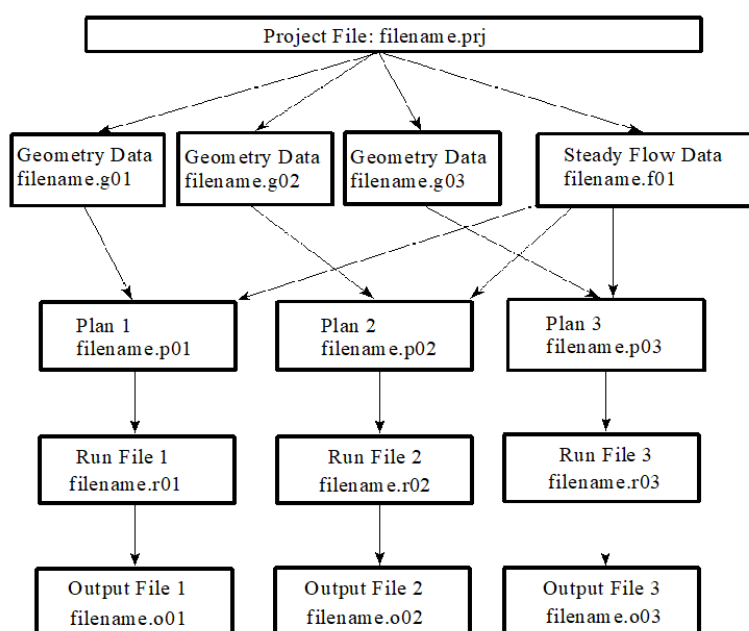 Project File: filename.prj
Geometry Data
filename.g01
Geometry Data
filename.g02
Geometry Data
filename.g03
Steady Flow Data
filename.f01
Plan 1
filename.p01
Plan 2
filename.p02
Plan 3
filename.p03
Run File 1
filename.r01
Run File 2
filename.r02
Run File 3
filename.r03
Output File 1
filename.o01
Output File 2
filename.o02
Output File 3
filename.o03